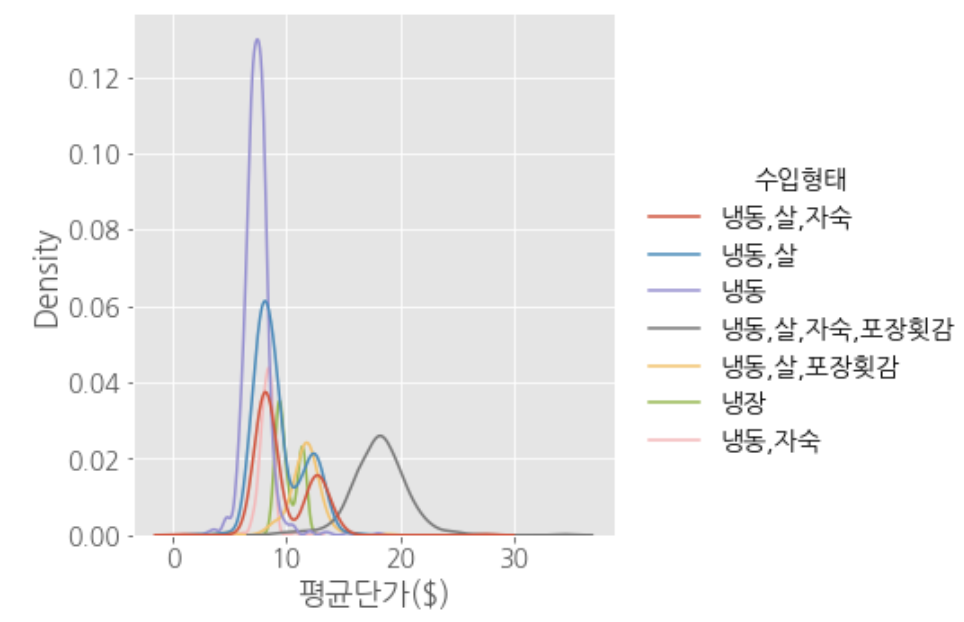 0.12
0.10
0.08
0.06
0.04
0.02
0.00
Density
0 10 20 30
평균단가($)
수입형태
냉동,살,자숙
냉동,살
냉동
냉동,살,자숙,포장횟감
냉동,살,포장횟감
냉장
냉동,자숙